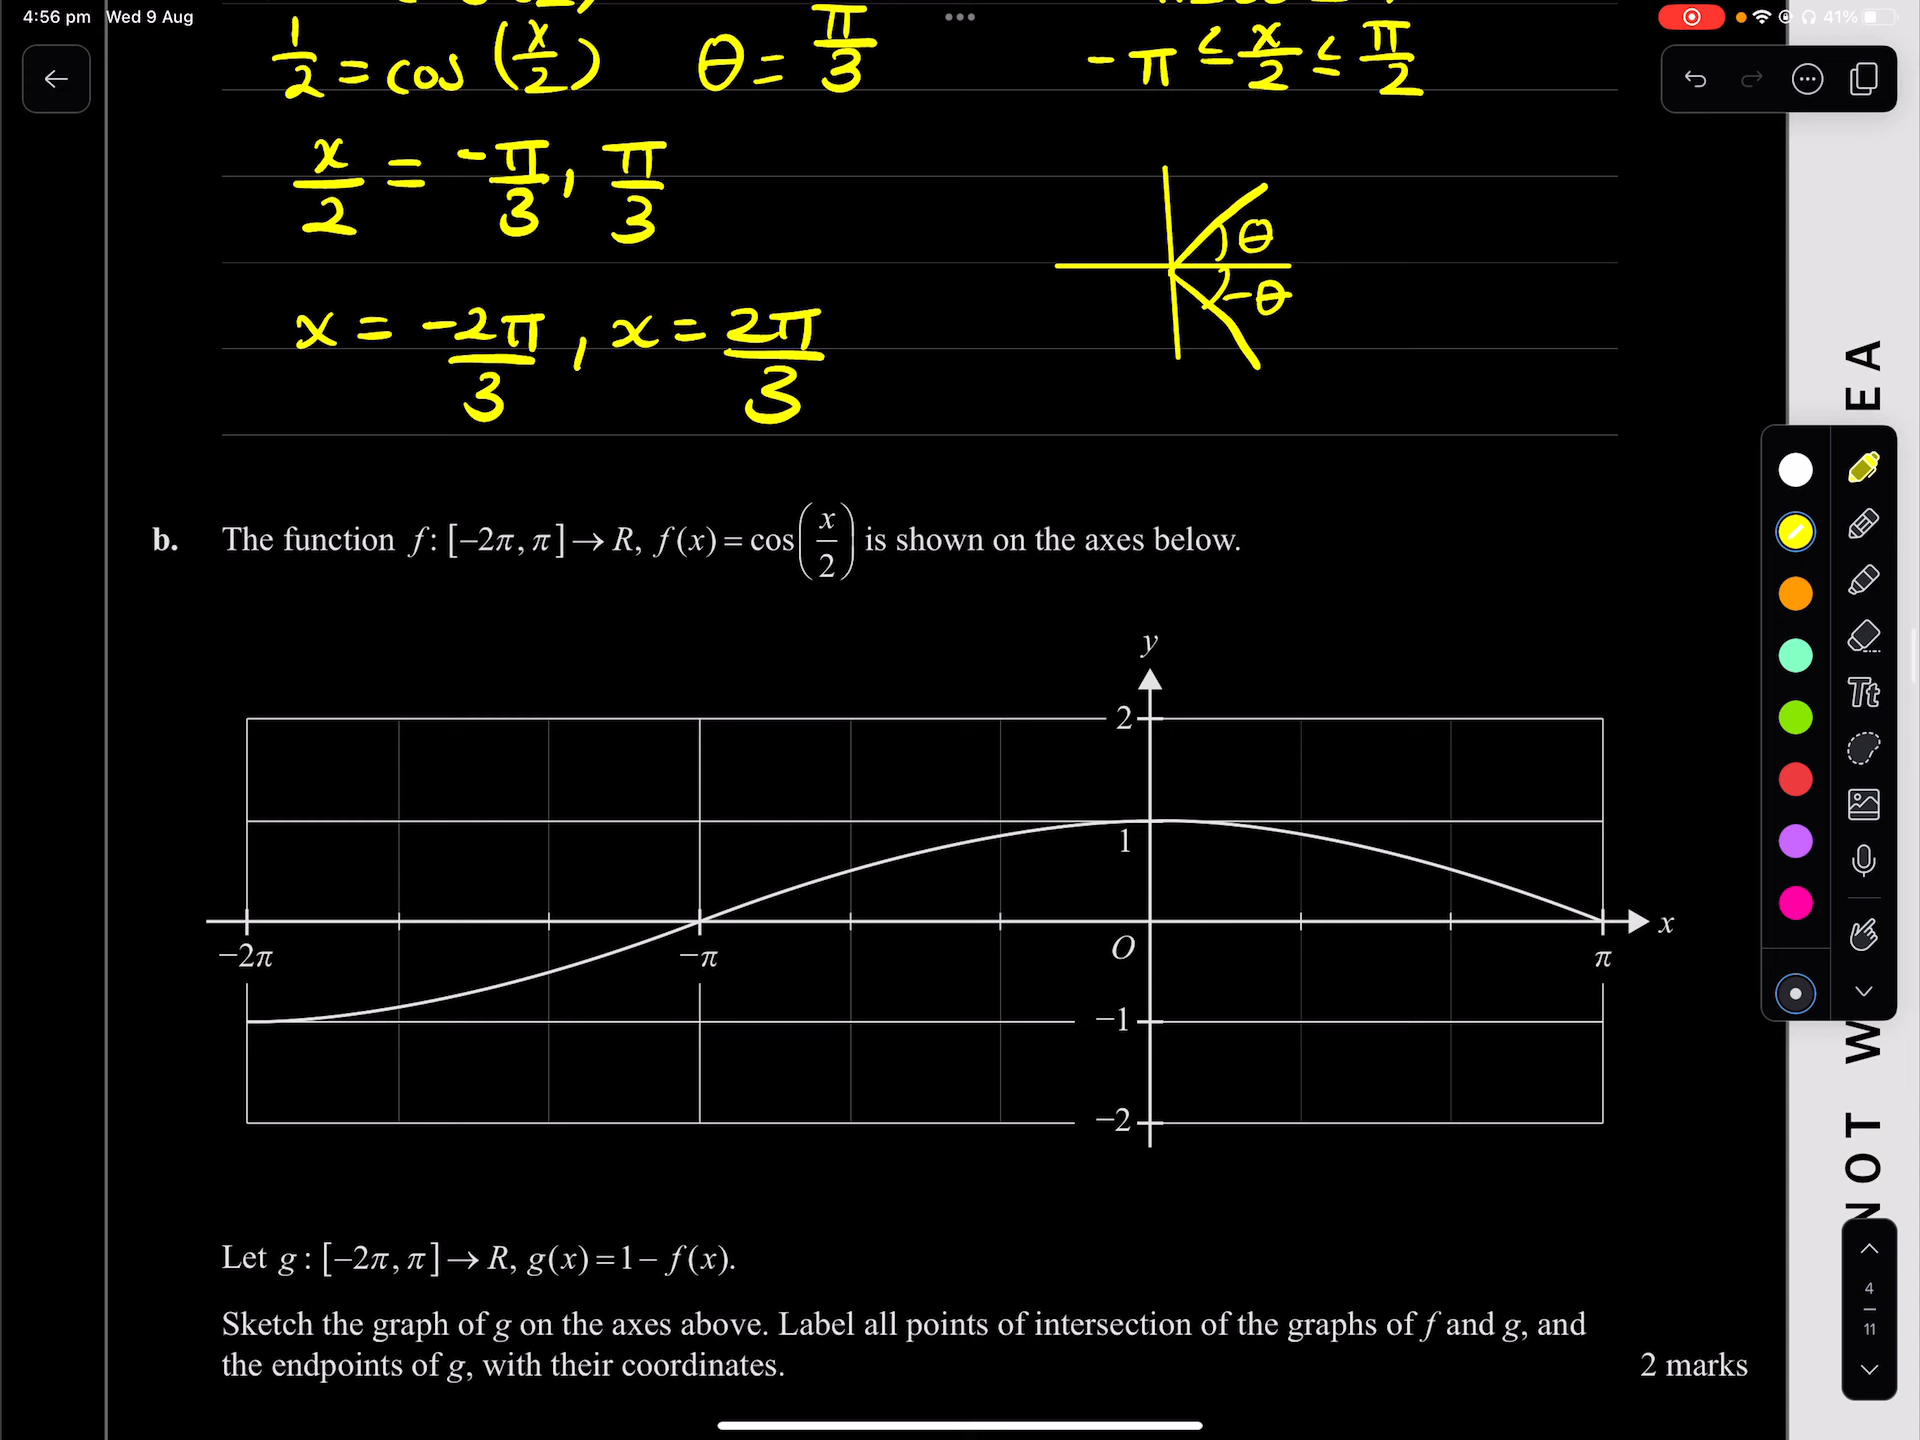 4:56 pm Wed 9 Aug
41%
1/2 = cos (x/2) θ = π/3
-π ≤ x/2 ≤ π/2
x/2 = -π/3, π/3
θ
-θ
x = -2π/3, x = 2π/3
b. The function f: [−2π, π] → R, f(x) = cos(x/2) is shown on the axes below.
y
2
1
−2π −π O π x
−1
−2
Let g : [−2π, π] → R, g(x) = 1 − f(x).
Sketch the graph of g on the axes above. Label all points of intersection of the graphs of f and g, and
the endpoints of g, with their coordinates. 2 marks
EA
NOT W
Tt
4
11